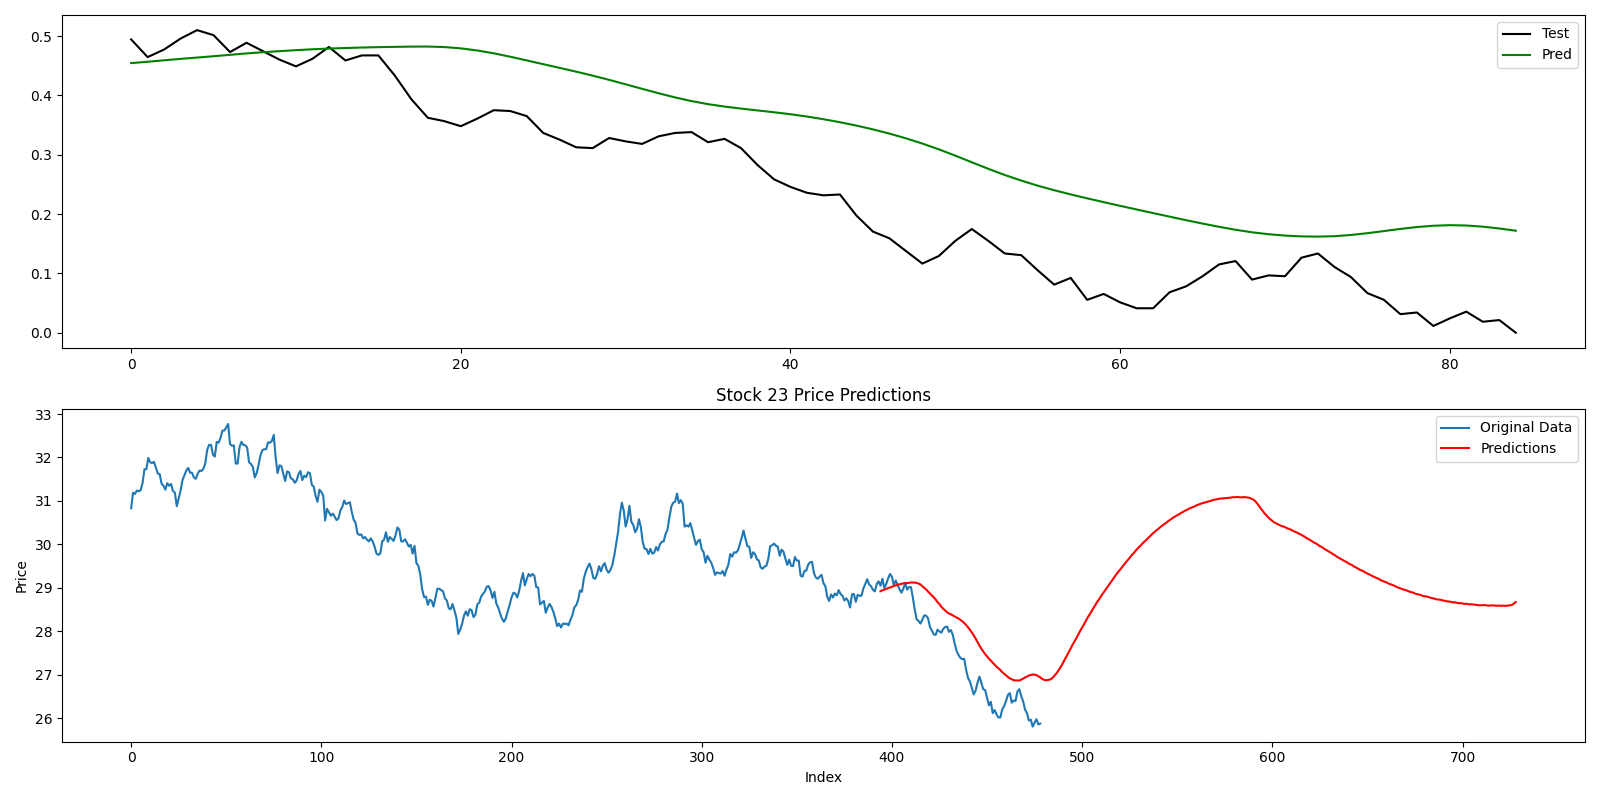 0.5
0.4
0.3
0.2
0.1
0.0
Test
Pred
0 20 40 60 80
Stock 23 Price Predictions
33
32
31
30
29
28
27
26
Price
Original Data
Predictions
0 100 200 300 400 500 600 700
Index